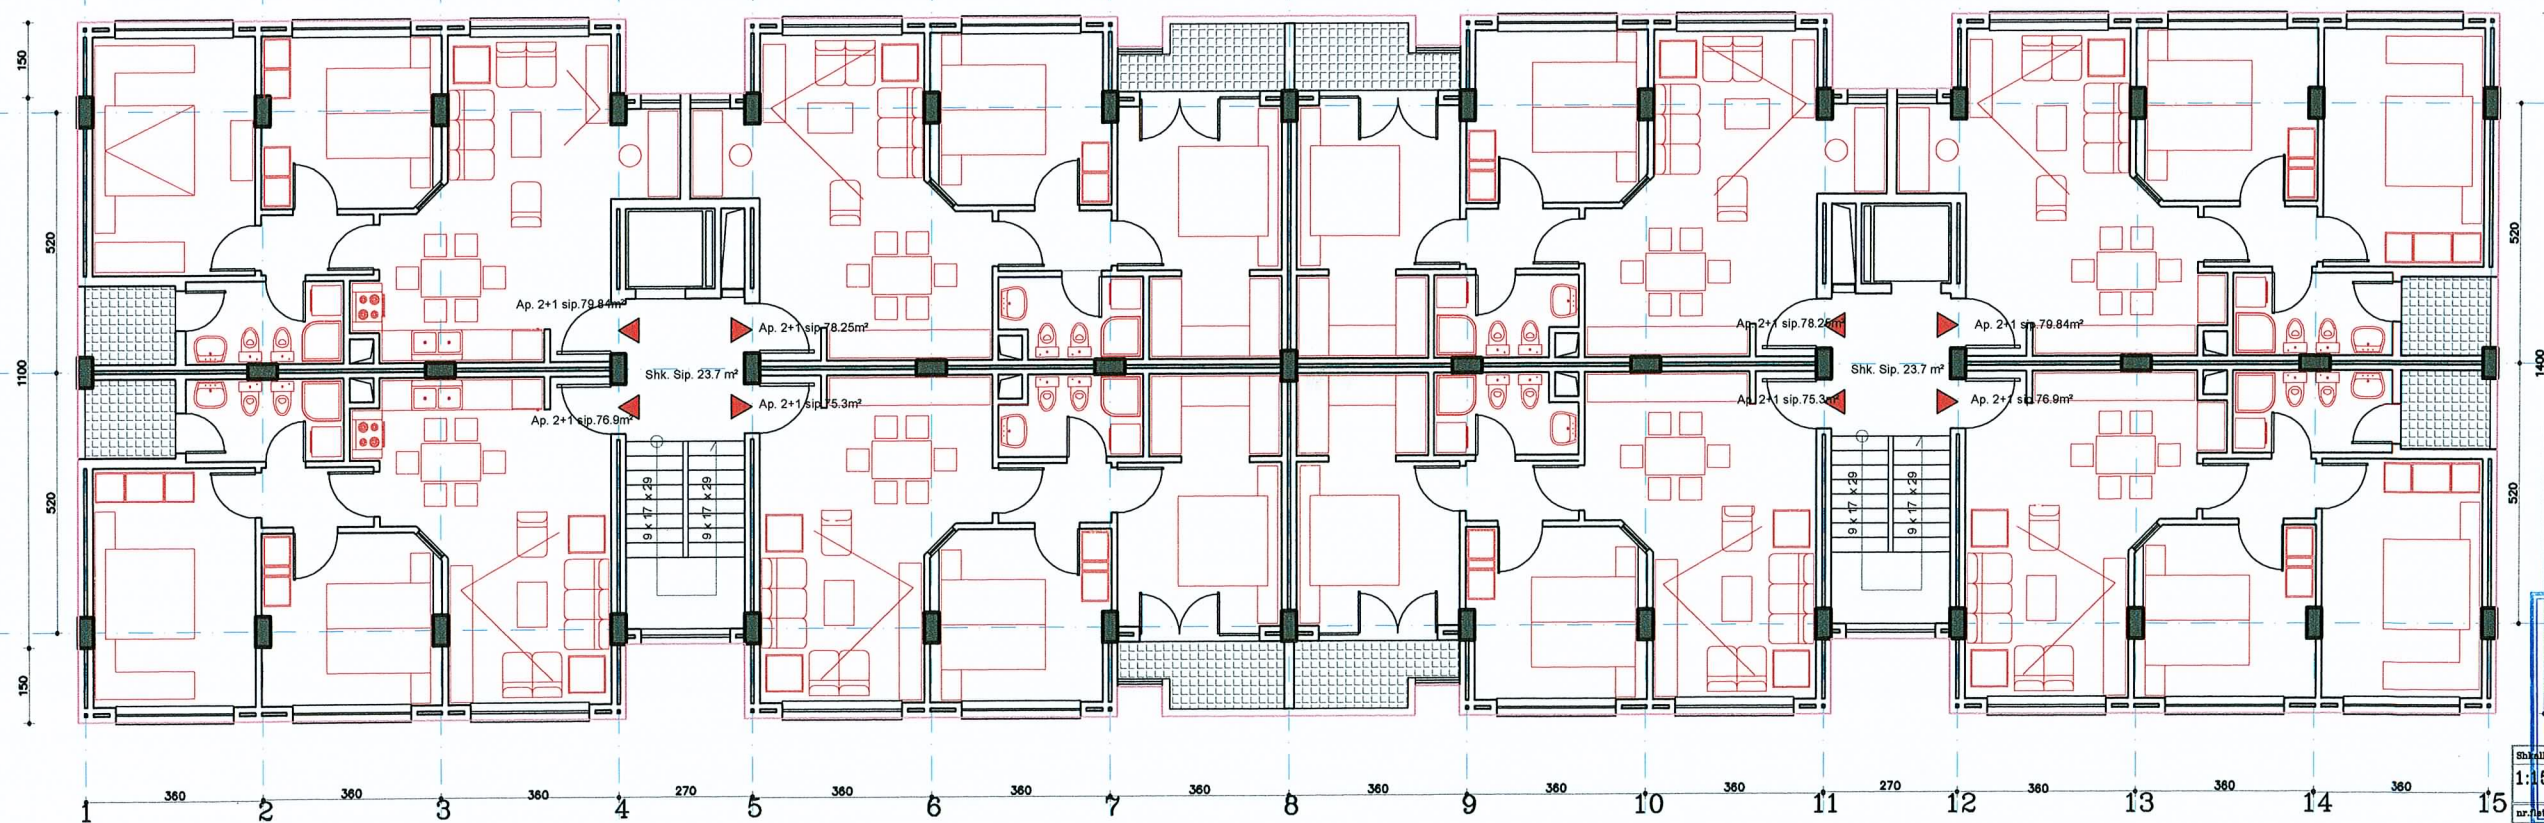 150
520
1100
520
150
Ap. 2+1 sip.79.84m²
Ap. 2+1 sip.78.25m²
Shk. Sip. 23.7 m²
Ap. 2+1 sip.76.9m²
Ap. 2+1 sip.75.3m²
9 x 17 x 29
9 x 17 x 29
Ap. 2+1 sip.78.25m²
Ap. 2+1 sip.79.84m²
Shk. Sip. 23.7 m²
Ap. 2+1 sip.75.3m²
Ap. 2+1 sip.76.9m²
9 x 17 x 29
9 x 17 x 29
520
1400
520
360 360 360 270 360 360 360 360 360 360 270 360 360 360
1 2 3 4 5 6 7 8 9 10 11 12 13 14 15